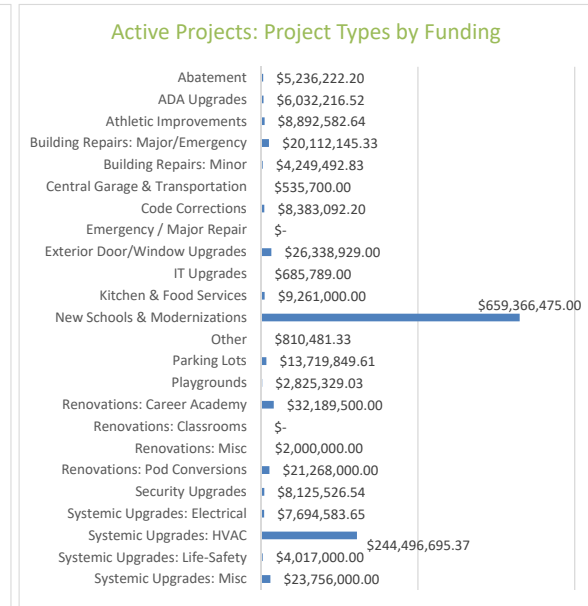 Active Projects: Project Types by Funding
Abatement $5,236,222.20
ADA Upgrades $6,032,216.52
Athletic Improvements $8,892,582.64
Building Repairs: Major/Emergency $20,112,145.33
Building Repairs: Minor $4,249,492.83
Central Garage & Transportation $535,700.00
Code Corrections $8,383,092.20
Emergency / Major Repair $-
Exterior Door/Window Upgrades $26,338,929.00
IT Upgrades $685,789.00
Kitchen & Food Services $9,261,000.00
New Schools & Modernizations $659,366,475.00
Other $810,481.33
Parking Lots $13,719,849.61
Playgrounds $2,825,329.03
Renovations: Career Academy $32,189,500.00
Renovations: Classrooms $-
Renovations: Misc $2,000,000.00
Renovations: Pod Conversions $21,268,000.00
Security Upgrades $8,125,526.54
Systemic Upgrades: Electrical $7,694,583.65
Systemic Upgrades: HVAC $244,496,695.37
Systemic Upgrades: Life-Safety $4,017,000.00
Systemic Upgrades: Misc $23,756,000.00